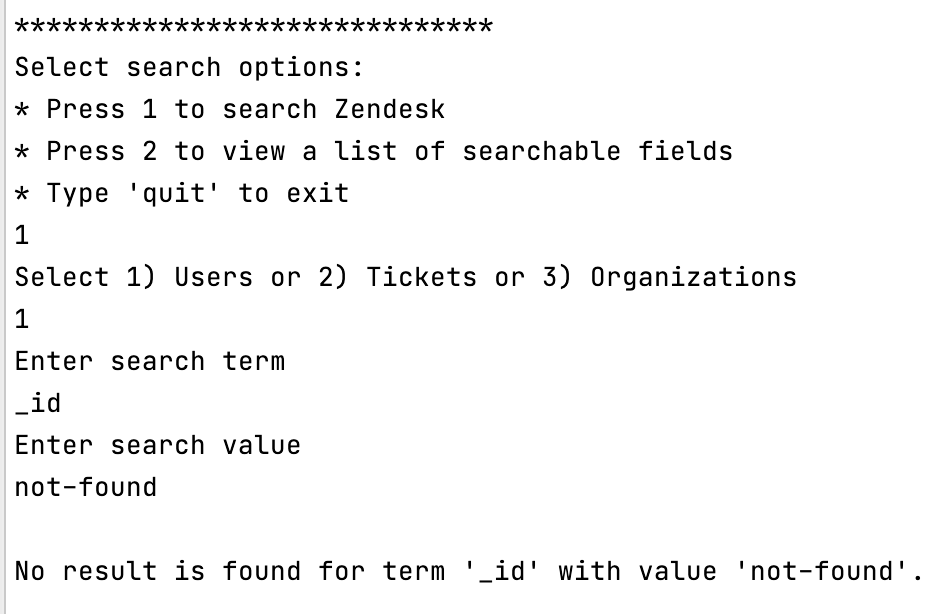 ******************************
Select search options:
* Press 1 to search Zendesk
* Press 2 to view a list of searchable fields
* Type 'quit' to exit
1
Select 1) Users or 2) Tickets or 3) Organizations
1
Enter search term
_id
Enter search value
not-found
No result is found for term '_id' with value 'not-found'.